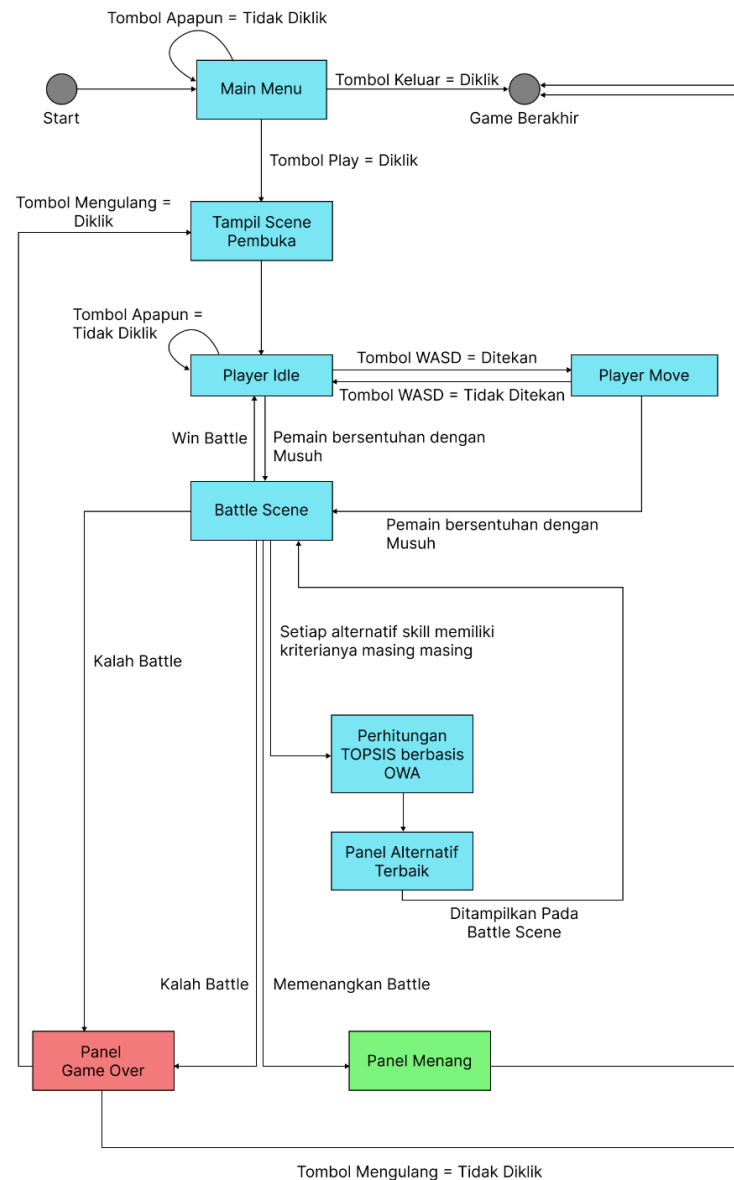 Tombol Apapun = Tidak Diklik
Main Menu
Tombol Keluar = Diklik
Start
Game Berakhir
Tombol Play = Diklik
Tombol Mengulang =
Diklik
Tampil Scene
Pembuka
Tombol Apapun =
Tidak Diklik
Tombol WASD = Ditekan
Player Idle
Player Move
Tombol WASD = Tidak Ditekan
Win Battle
Pemain bersentuhan dengan
Musuh
Battle Scene
Pemain bersentuhan dengan
Musuh
Setiap alternatif skill memiliki
kriterianya masing masing
Kalah Battle
Perhitungan
TOPSIS berbasis
OWA
Panel Alternatif
Terbaik
Ditampilkan Pada
Battle Scene
Kalah Battle
Memenangkan Battle
Panel
Game Over
Panel Menang
Tombol Mengulang = Tidak Diklik